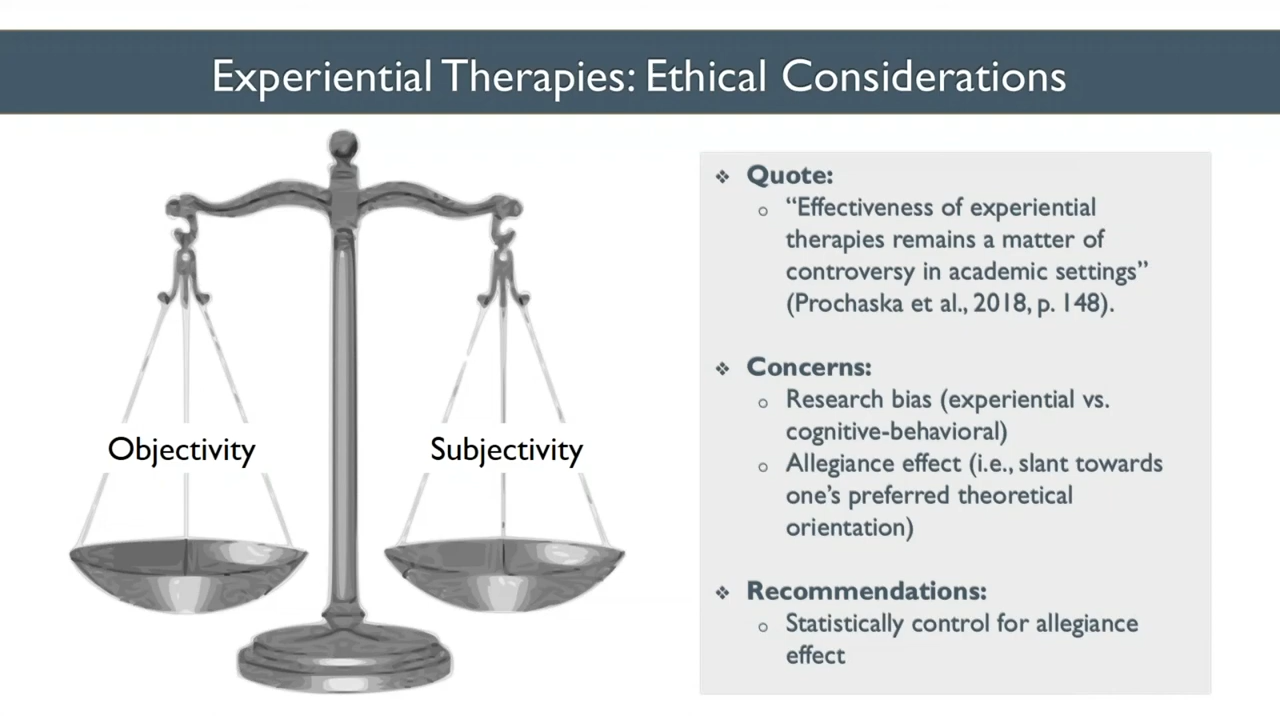 Experiential Therapies: Ethical Considerations
Objectivity
Subjectivity
❖ Quote:
o “Effectiveness of experiential
therapies remains a matter of
controversy in academic settings”
(Prochaska et al., 2018, p. 148).
❖ Concerns:
o Research bias (experiential vs.
cognitive-behavioral)
o Allegiance effect (i.e., slant towards
one’s preferred theoretical
orientation)
❖ Recommendations:
o Statistically control for allegiance
effect